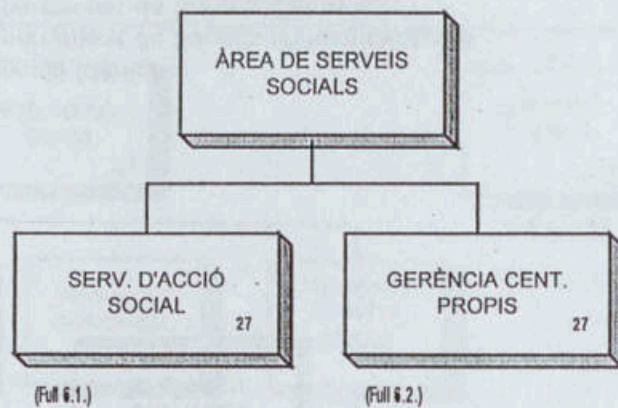 ÀREA DE SERVEIS
SOCIALS
SERV. D'ACCIÓ
SOCIAL
27
GERÈNCIA CENT.
PROPIS
27
(Full 6.1.)
(Full 6.2.)